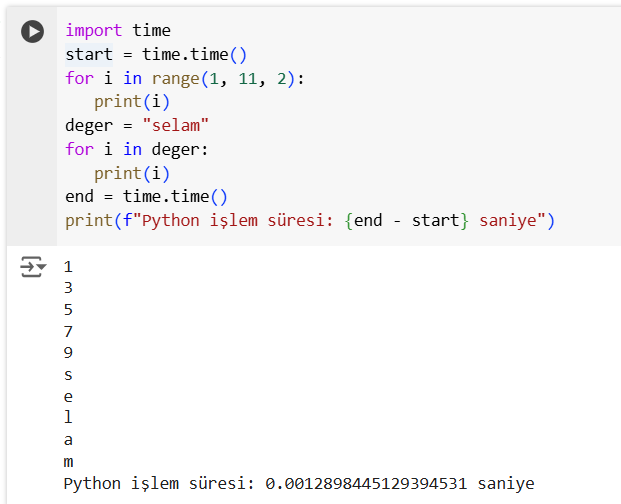 import time
start = time.time()
for i in range(1, 11, 2):
   print(i)
deger = "selam"
for i in deger:
   print(i)
end = time.time()
print(f"Python işlem süresi: {end - start} saniye")
1
3
5
7
9
s
e
l
a
m
Python işlem süresi: 0.0012898445129394531 saniye